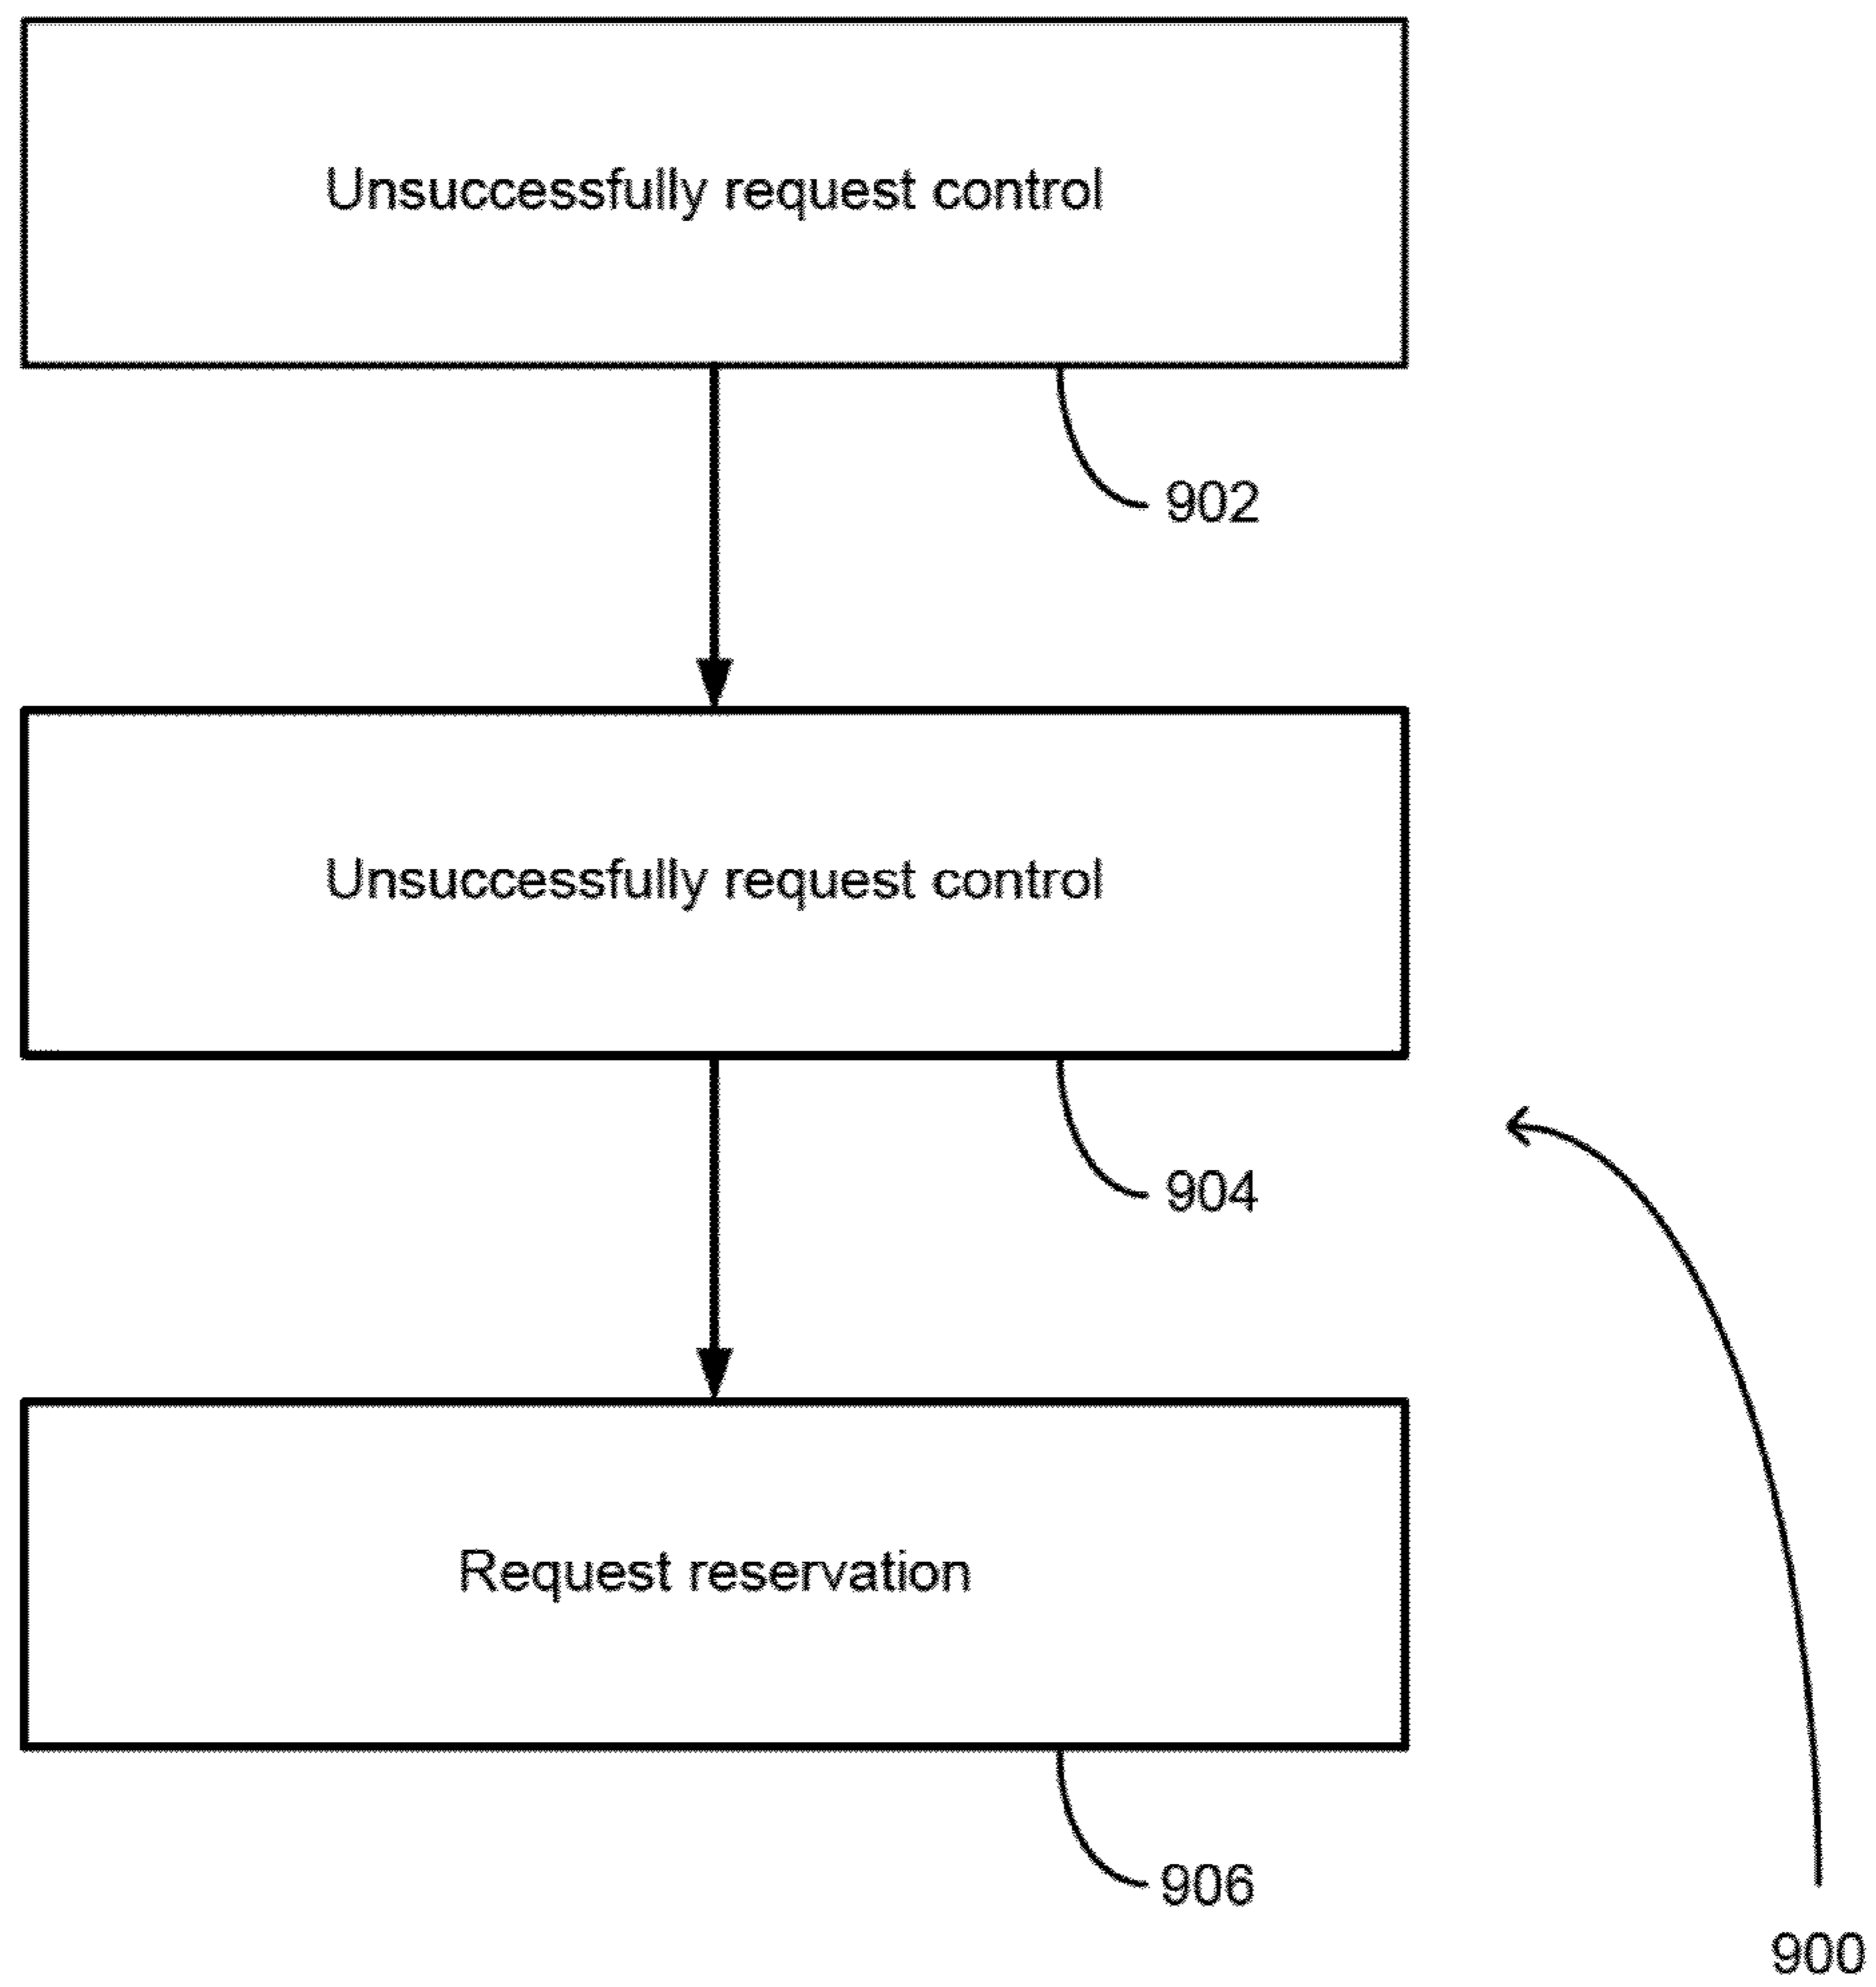 Unsuccessfully request control
902
Unsuccessfully request control
904
Request reservation
906
900